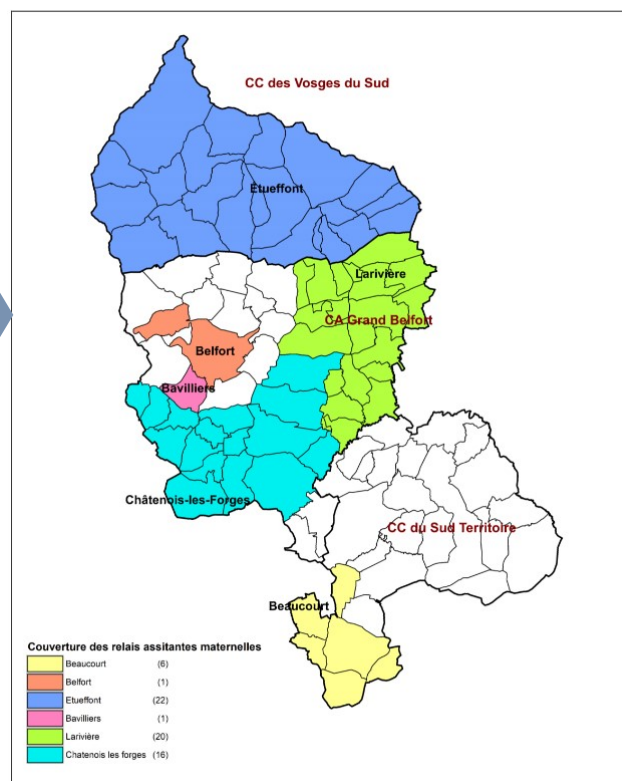 CC des Vosges du Sud
Etueffont
Larivière
CA Grand Belfort
Belfort
Bavilliers
Châtenois-les-Forges
CC du Sud Territoire
Beaucourt
Couverture des relais assitantes maternelles
Beaucourt (6)
Belfort (1)
Etueffont (22)
Bavilliers (1)
Larivière (20)
Chatenois les forges (16)